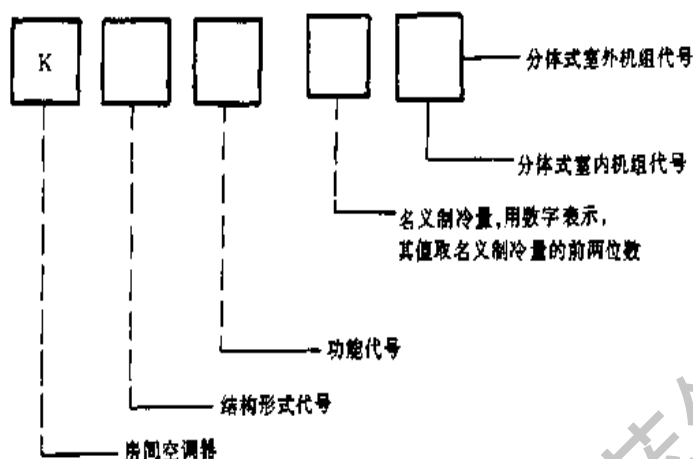 K
分体式室外机组代号
分体式室内机组代号
名义制冷量,用数字表示,
其值取名义制冷量的前两位数
功能代号
结构形式代号
房间空调器